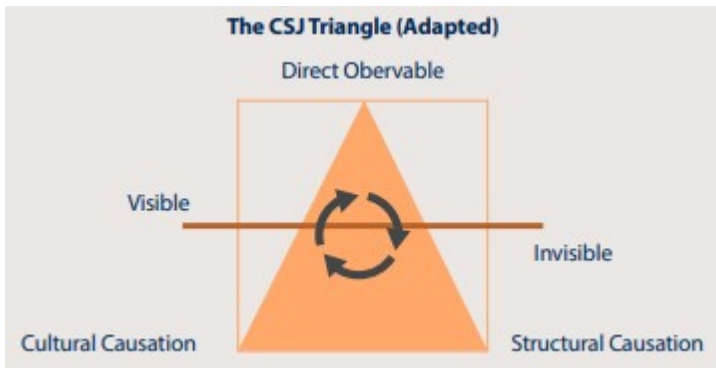 The CSJ Triangle (Adapted)
Direct Obervable
Visible
Invisible
Cultural Causation
Structural Causation